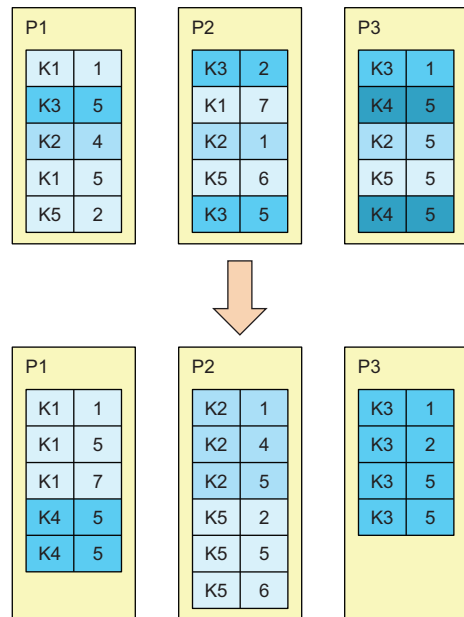 P1 P2 P3
K1 1 K3 2 K3 1
K3 5 K1 7 K4 5
K2 4 K2 1 K2 5
K1 5 K5 6 K5 5
K5 2 K3 5 K4 5
P1 P2 P3
K1 1 K2 1 K3 1
K1 5 K2 4 K3 2
K1 7 K2 5 K3 5
K4 5 K5 2 K3 5
K4 5 K5 5
K5 6